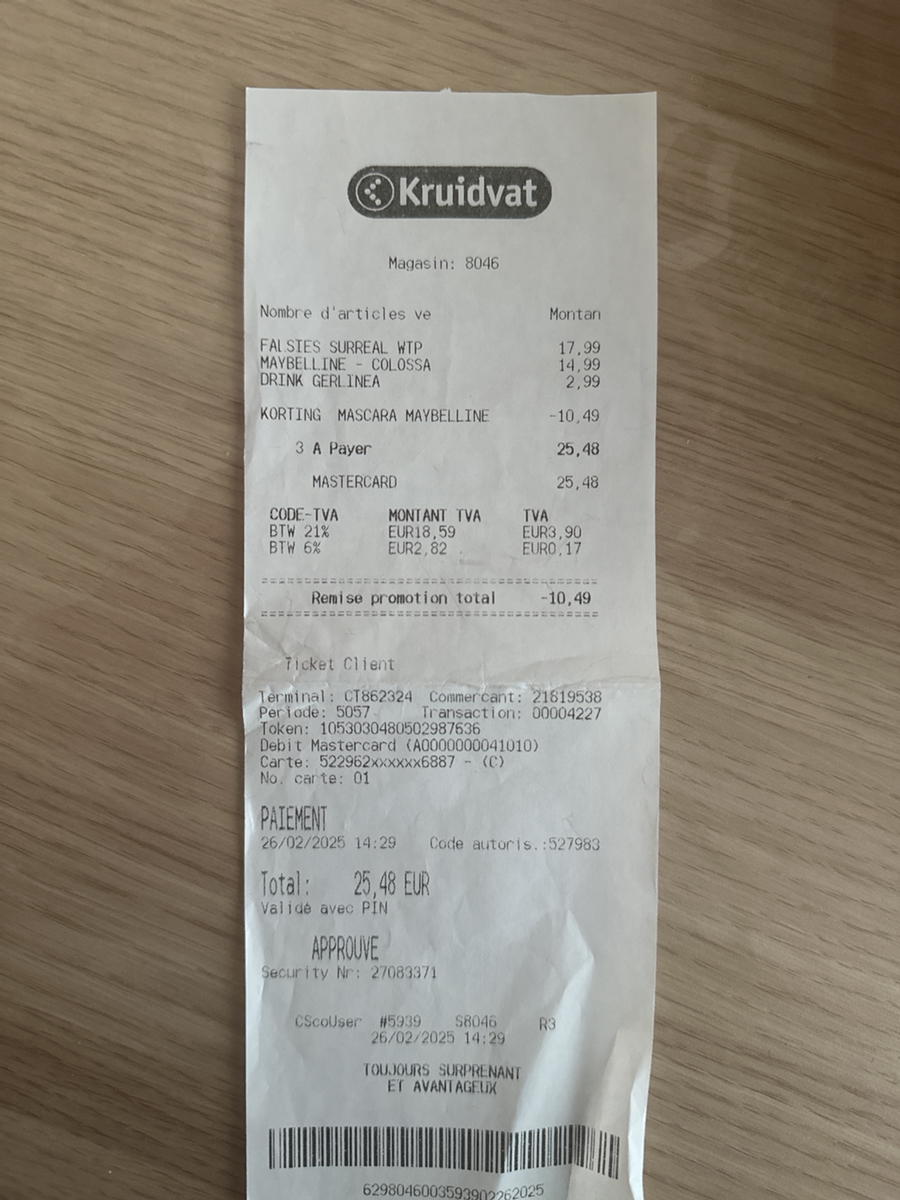 Kruidvat
Magasin: 8046
Nombre d'articles ve Montan
FALSIES SURREAL WTP 17,99
MAYBELLINE - COLOSSA 14,99
DRINK GERLINEA 2,99
KORTING MASCARA MAYBELLINE -10,49
3 A Payer 25,48
MASTERCARD 25,48
CODE-TVA MONTANT TVA TVA
BTW 21% EUR18,59 EUR3,90
BTW 6% EUR2,82 EUR0,17
================================================
Remise promotion total -10,49
================================================
Ticket Client
Terminal: CT862324 Commercant: 21819538
Periode: 5057 Transaction: 00004227
Token: 1053030480502987636
Debit Mastercard (A0000000041010)
Carte: 522962xxxxxx6887 - (C)
No. carte: 01
PAIEMENT
26/02/2025 14:29 Code autoris.:527983
Total: 25,48 EUR
Validé avec PIN
APPROUVE
Security Nr: 27083371
CScoUser #5939 S8046 R3
26/02/2025 14:29
TOUJOURS SURPRENANT
ET AVANTAGEUX
6298046003593902262025